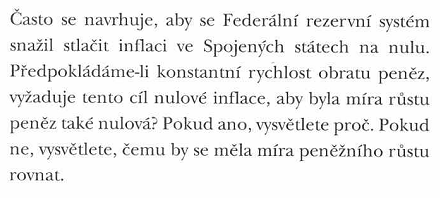 Často se navrhuje, aby se Federální rezervní systém
snažil stlačit inflaci ve Spojených státech na nulu.
Předpokládáme-li konstantní rychlost obratu peněz,
vyžaduje tento cíl nulové inflace, aby byla míra růstu
peněz také nulová? Pokud ano, vysvětlete proč. Pokud
ne, vysvětlete, čemu by se měla míra peněžního růstu
rovnat.